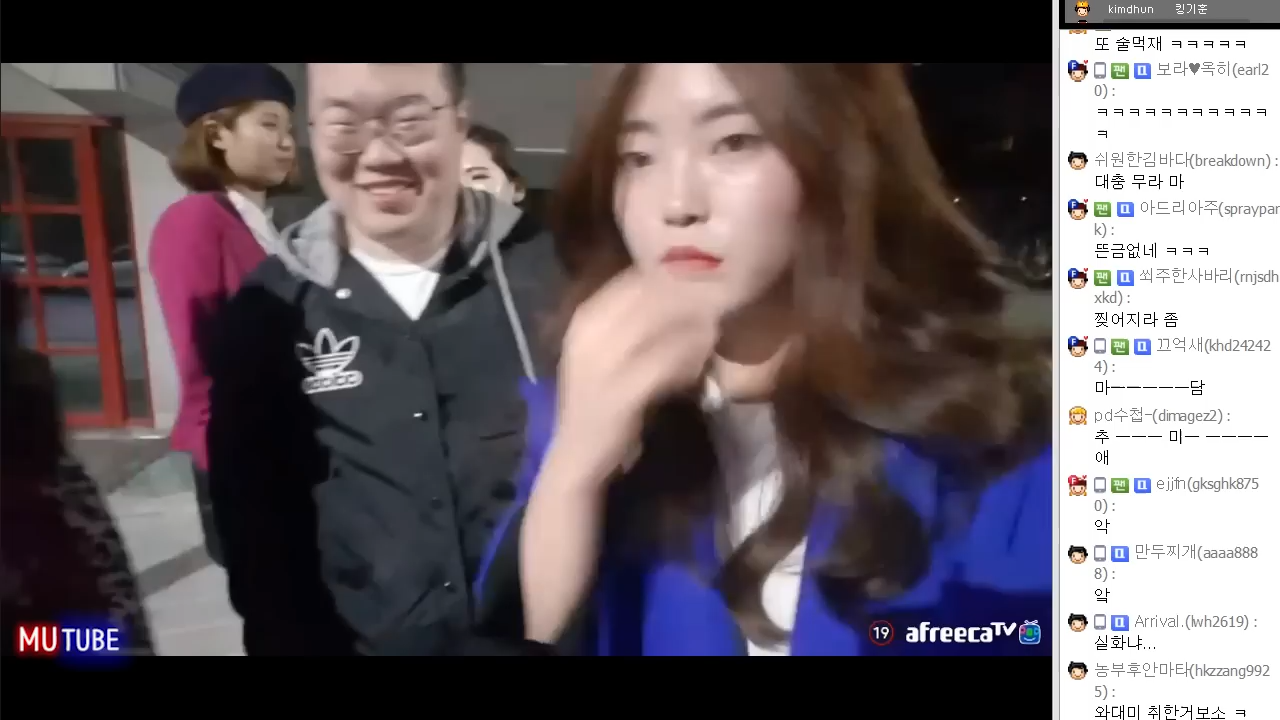 kimdhun 킹기훈
또 술먹재 ㅋㅋㅋㅋㅋ
팬 보라♥옥히(earl2
0) :
ㅋㅋㅋㅋㅋㅋㅋㅋㅋㅋㅋ
ㅋ
쉬원한김바다(breakdown) :
대충 무라 마
팬 아드리아주(spraypar
k) :
뜬금없네 ㅋㅋㅋ
팬 쐬주한사바리(rnjsdh
xkd) :
찢어지라 좀
팬 끄억새(khd242424
4) :
마ㅡㅡㅡㅡㅡ담
pd수첩-(dimagez2) :
추 ㅡㅡㅡ 미ㅡ ㅡㅡㅡㅡ
애
팬 ejjfn(gksghk875
0) :
악
만두찌개(aaaa888
8) :
악
Arrival.(lwh2619) :
실화냐...
농부후안마타(hkzzang992
5) :
와대미 취한거보소 ㅋ
MUTUBE
19 afreecaTV